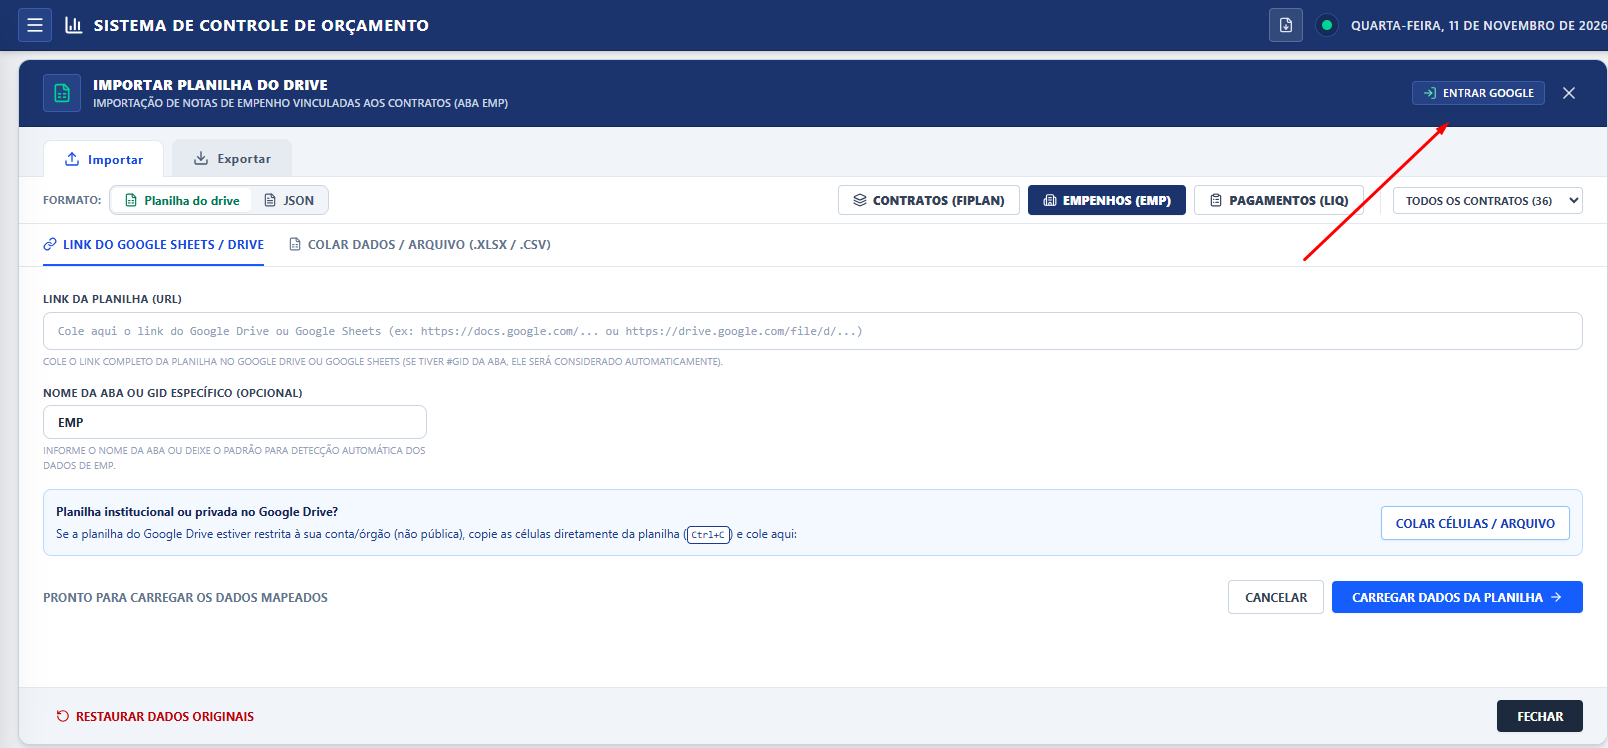 SISTEMA DE CONTROLE DE ORÇAMENTO
QUARTA-FEIRA, 11 DE NOVEMBRO DE 2026
IMPORTAR PLANILHA DO DRIVE
IMPORTAÇÃO DE NOTAS DE EMPENHO VINCULADAS AOS CONTRATOS (ABA EMP)
ENTRAR GOOGLE
Importar
Exportar
FORMATO:
Planilha do drive
JSON
CONTRATOS (FIPLAN)
EMPENHOS (EMP)
PAGAMENTOS (LIQ)
TODOS OS CONTRATOS (36)
LINK DO GOOGLE SHEETS / DRIVE
COLAR DADOS / ARQUIVO (.XLSX / .CSV)
LINK DA PLANILHA (URL)
Cole aqui o link do Google Drive ou Google Sheets (ex: https://docs.google.com/... ou https://drive.google.com/file/d/...)
COLE O LINK COMPLETO DA PLANILHA NO GOOGLE DRIVE OU GOOGLE SHEETS (SE TIVER #GID DA ABA, ELE SERÁ CONSIDERADO AUTOMATICAMENTE).
NOME DA ABA OU GID ESPECÍFICO (OPCIONAL)
EMP
INFORME O NOME DA ABA OU DEIXE O PADRÃO PARA DETECÇÃO AUTOMÁTICA DOS
DADOS DE EMP.
Planilha institucional ou privada no Google Drive?
Se a planilha do Google Drive estiver restrita à sua conta/órgão (não pública), copie as células diretamente da planilha (Ctrl+C) e cole aqui:
COLAR CÉLULAS / ARQUIVO
PRONTO PARA CARREGAR OS DADOS MAPEADOS
CANCELAR
CARREGAR DADOS DA PLANILHA
RESTAURAR DADOS ORIGINAIS
FECHAR